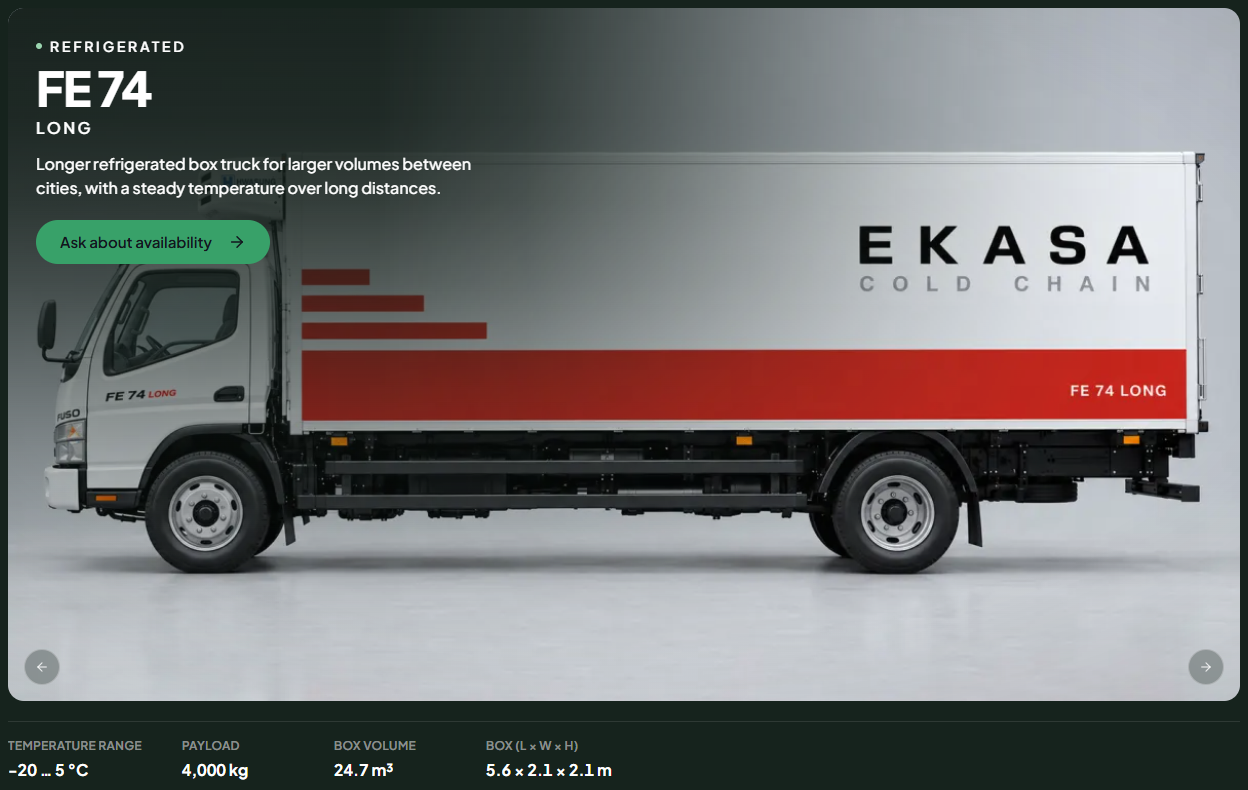 REFRIGERATED
FE 74
LONG
Longer refrigerated box truck for larger volumes between
cities, with a steady temperature over long distances.
Ask about availability
EKASA
COLD CHAIN
FE 74 LONG
FE 74 LONG
FUSO
TEMPERATURE RANGE
−20 … 5 °C
PAYLOAD
4,000 kg
BOX VOLUME
24.7 m³
BOX (L × W × H)
5.6 × 2.1 × 2.1 m